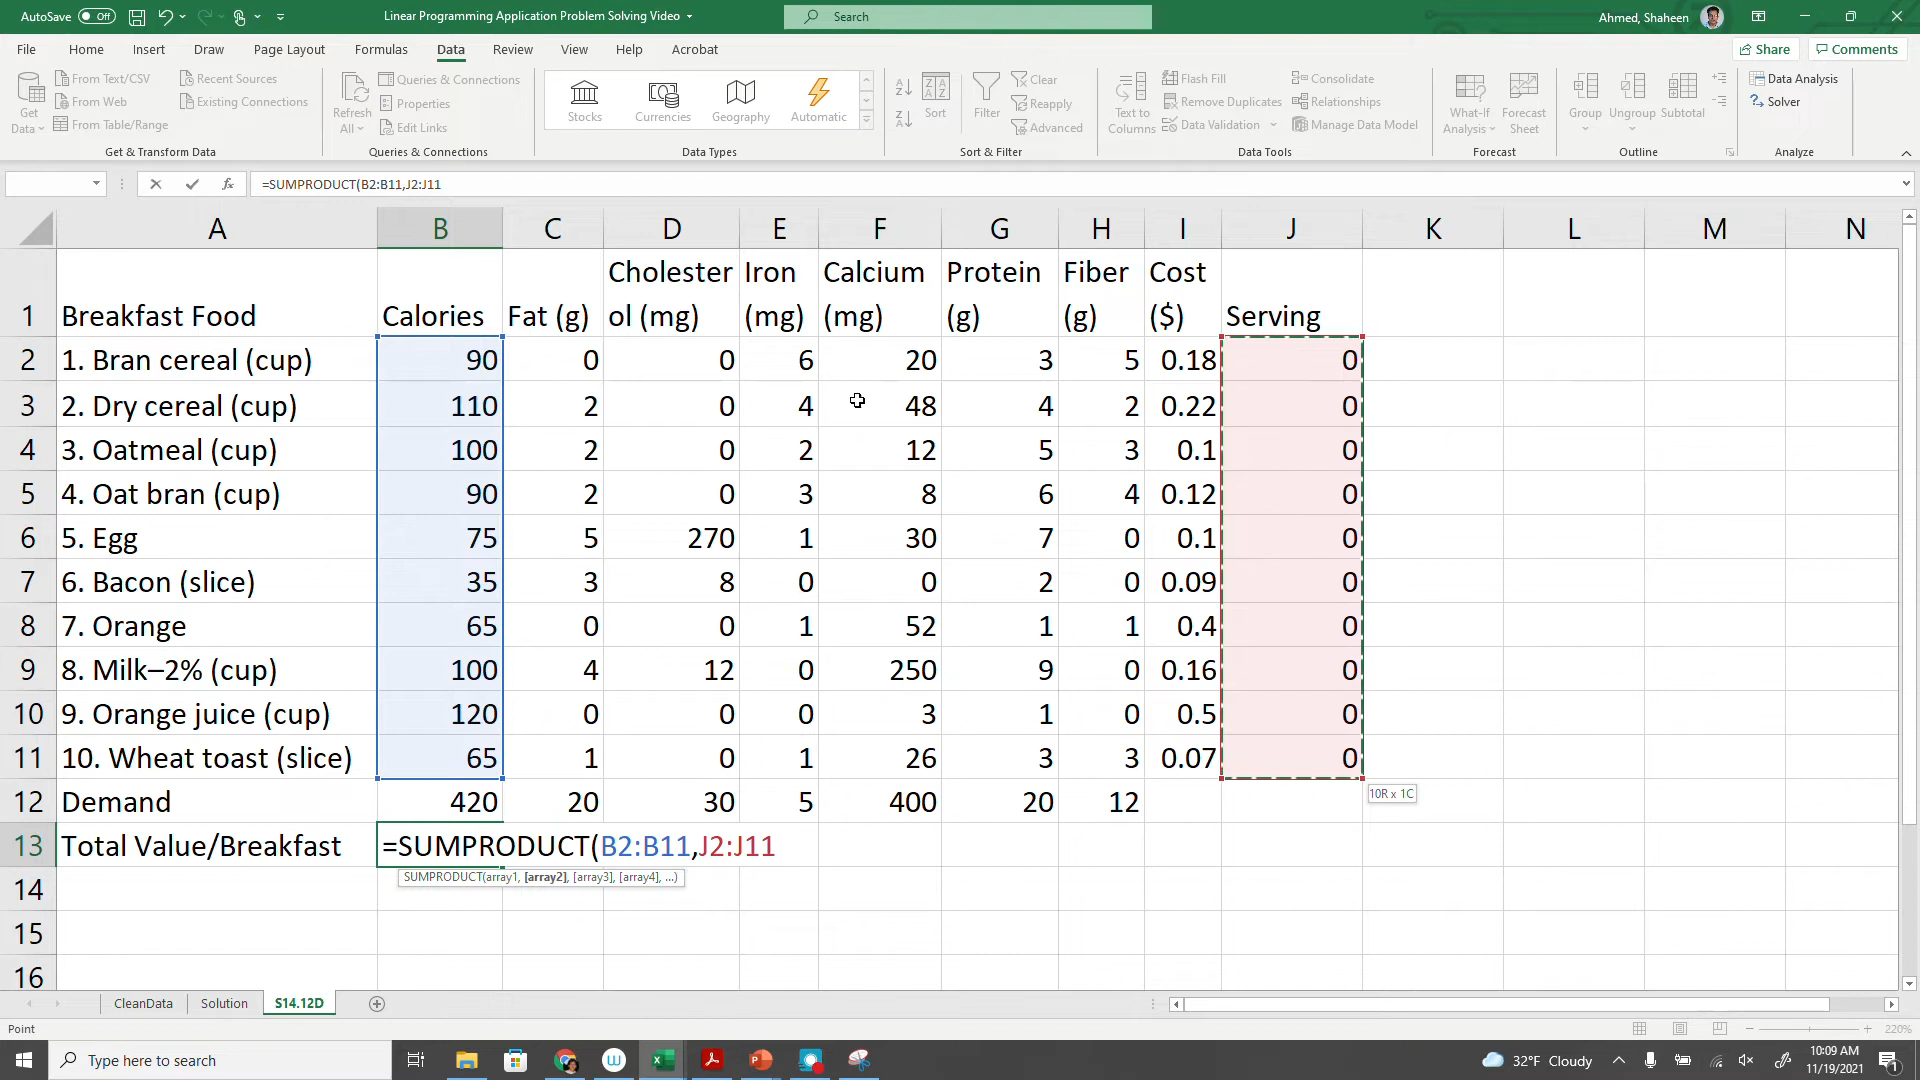 AutoSave Off Linear Programming Application Problem Solving Video Search Ahmed, Shaheen
File Home Insert Draw Page Layout Formulas Data Review View Help Acrobat Share Comments
Get Data From Text/CSV From Web From Table/Range Recent Sources Existing Connections
Get & Transform Data
Refresh All Queries & Connections Properties Edit Links
Queries & Connections
Stocks Currencies Geography Automatic
Data Types
Sort Filter Clear Reapply Advanced
Sort & Filter
Text to Columns Flash Fill Remove Duplicates Data Validation Consolidate Relationships Manage Data Model
Data Tools
What-If Analysis Forecast Sheet
Forecast
Group Ungroup Subtotal
Outline
Data Analysis Solver
Analyze
fx =SUMPRODUCT(B2:B11,J2:J11
A B C D E F G H I J K L M N
1 Breakfast Food Calories Fat (g) Cholesterol (mg) Iron (mg) Calcium (mg) Protein (g) Fiber (g) Cost ($) Serving
2 1. Bran cereal (cup) 90 0 0 6 20 3 5 0.18 0
3 2. Dry cereal (cup) 110 2 0 4 48 4 2 0.22 0
4 3. Oatmeal (cup) 100 2 0 2 12 5 3 0.1 0
5 4. Oat bran (cup) 90 2 0 3 8 6 4 0.12 0
6 5. Egg 75 5 270 1 30 7 0 0.1 0
7 6. Bacon (slice) 35 3 8 0 0 2 0 0.09 0
8 7. Orange 65 0 0 1 52 1 1 0.4 0
9 8. Milk–2% (cup) 100 4 12 0 250 9 0 0.16 0
10 9. Orange juice (cup) 120 0 0 0 3 1 0 0.5 0
11 10. Wheat toast (slice) 65 1 0 1 26 3 3 0.07 0
12 Demand 420 20 30 5 400 20 12
10R x 1C
13 Total Value/Breakfast =SUMPRODUCT(B2:B11,J2:J11
SUMPRODUCT(array1, [array2], [array3], [array4], ...)
14
15
16
CleanData Solution S14.12D
Point 220%
Type here to search 32°F Cloudy 10:09 AM
11/19/2021
1